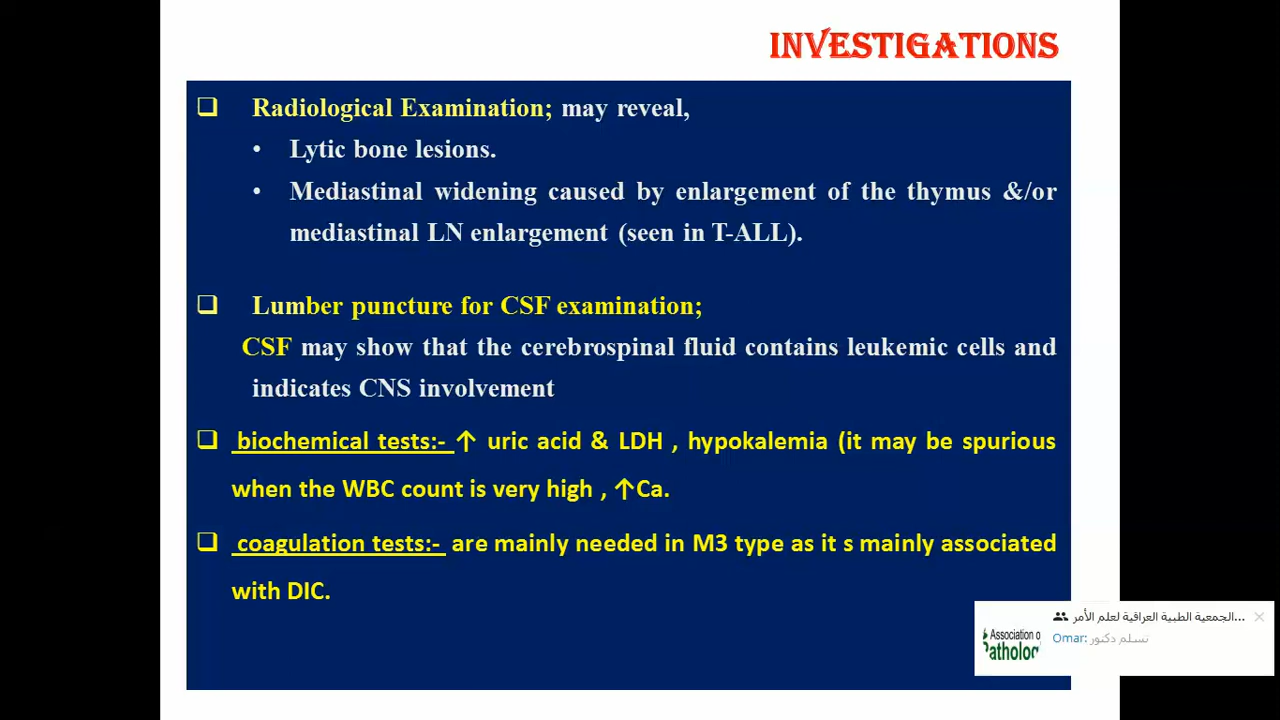 INVESTIGATIONS
❑ Radiological Examination; may reveal,
• Lytic bone lesions.
• Mediastinal widening caused by enlargement of the thymus &/or
mediastinal LN enlargement (seen in T-ALL).
❑ Lumber puncture for CSF examination;
CSF may show that the cerebrospinal fluid contains leukemic cells and
indicates CNS involvement
❑ biochemical tests:- ↑ uric acid & LDH , hypokalemia (it may be spurious
when the WBC count is very high , ↑Ca.
❑ coagulation tests:- are mainly needed in M3 type as it s mainly associated
with DIC.
الجمعية الطبية العراقية لعلم الأمر...
Omar: تسلم دكتور
Association o
Patholog